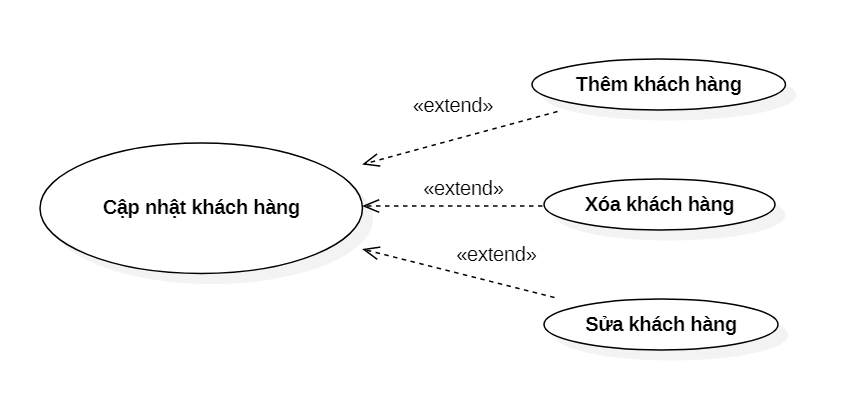 Thêm khách hàng
«extend»
Cập nhật khách hàng
«extend»
Xóa khách hàng
«extend»
Sửa khách hàng